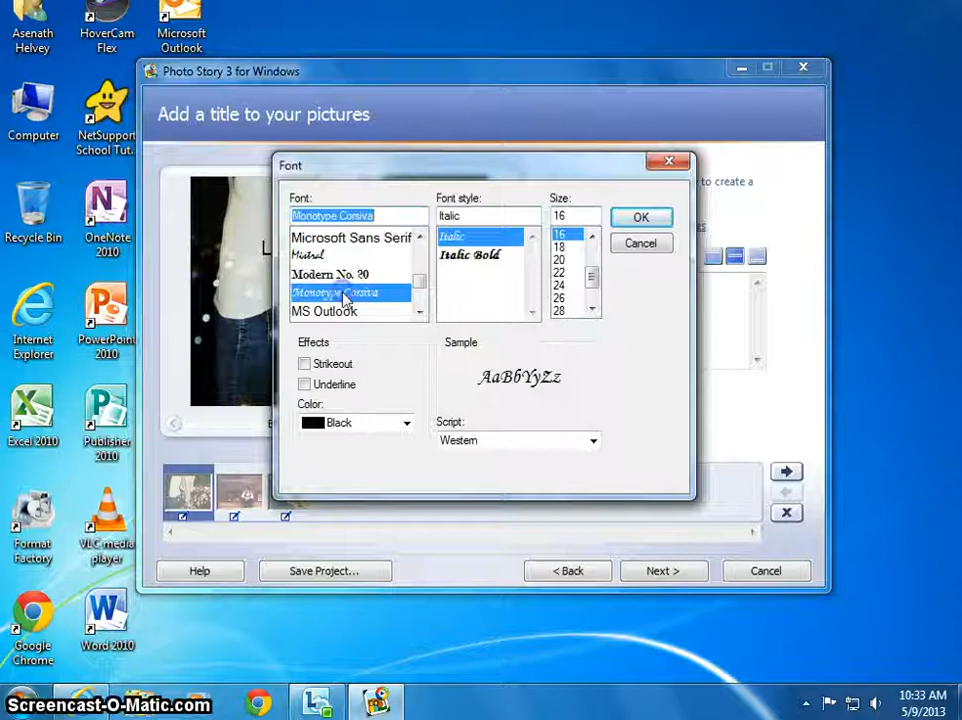 Asenath
Helvey
HoverCam
Flex
Microsoft
Outlook
Computer
NetSupport
School Tut...
Recycle Bin
OneNote
2010
Internet
Explorer
PowerPoint
2010
Excel 2010
Publisher
2010
Format
Factory
VLC media
player
Google
Chrome
Word 2010
Photo Story 3 for Windows
Add a title to your pictures
to create a
Font
Font:
Font style:
Size:
Monotype Corsiva
Italic
16
OK
Cancel
Microsoft Sans Serif
Mistral
Modern No. 20
Monotype Corsiva
MS Outlook
Italic
Italic Bold
16
18
20
22
24
26
28
Effects
Strikeout
Underline
Color:
Black
Sample
AaBbYyZz
Script:
Western
Help
Save Project...
< Back
Next >
Cancel
Screencast-O-Matic.com
10:33 AM
5/9/2013